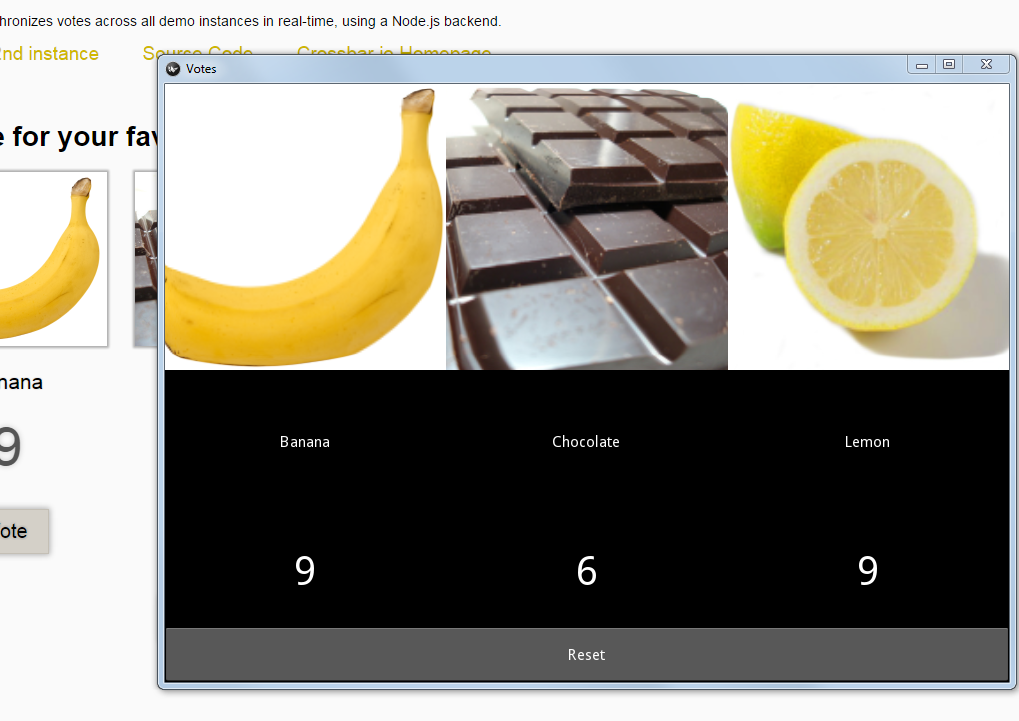 hronizes votes across all demo instances in real-time, using a Node.js backend.
2nd instance Source Code Crossbar.io Homepage
e for your fav
Votes
nana
9
ote
Banana Chocolate Lemon
9 6 9
Reset